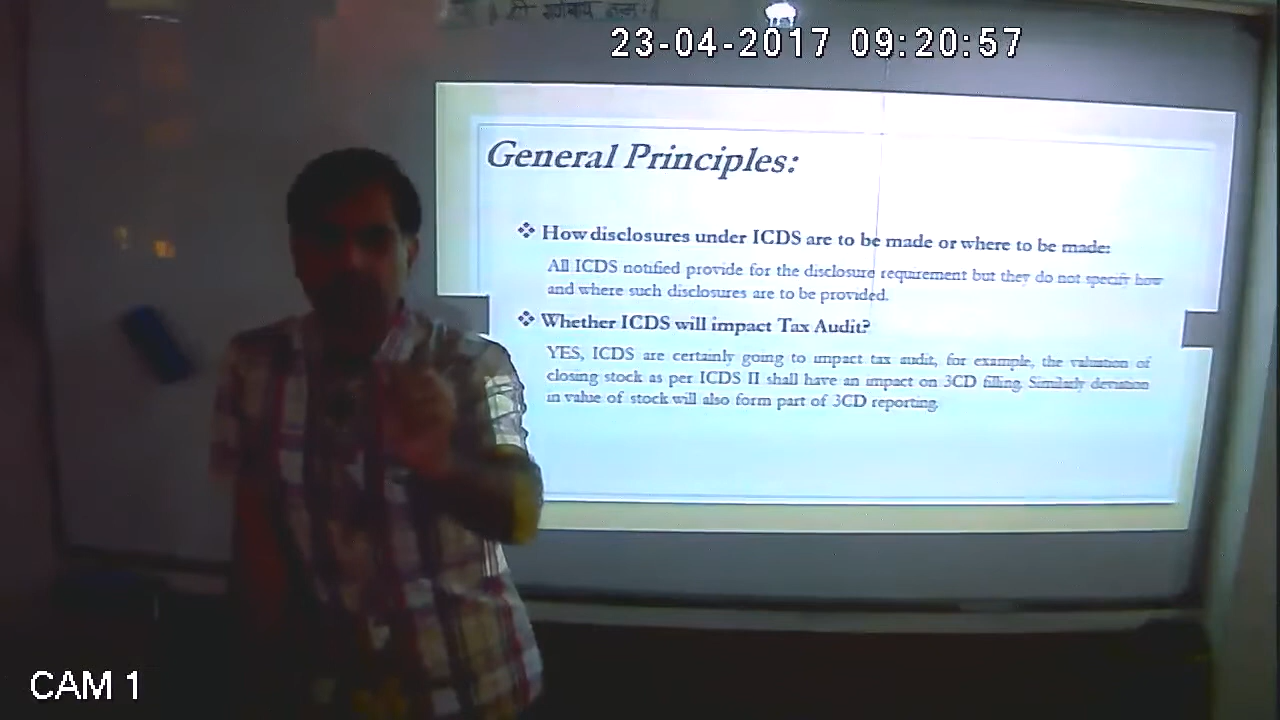 23-04-2017 09:20:57
General Principles:
❖ How disclosures under ICDS are to be made or where to be made:
All ICDS notified provide for the disclosure requirement but they do not specify how
and where such disclosures are to be provided.
❖ Whether ICDS will impact Tax Audit?
YES, ICDS are certainly going to impact tax audit, for example, the valuation of
closing stock as per ICDS II shall have an impact on 3CD filling. Similarly deviation
in value of stock will also form part of 3CD reporting.
CAM 1